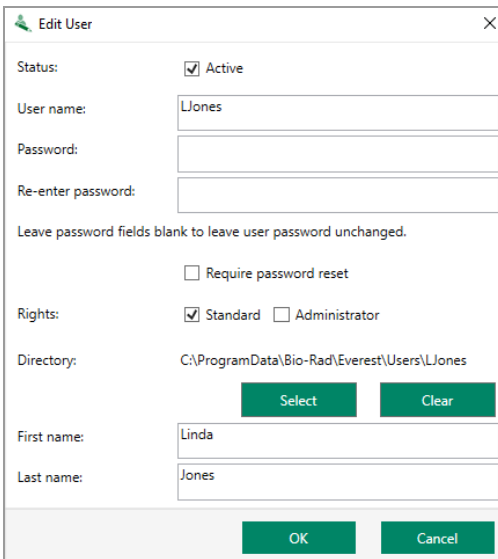 Edit User
Status: Active
User name: LJones
Password:
Re-enter password:
Leave password fields blank to leave user password unchanged.
Require password reset
Rights: Standard Administrator
Directory: C:\ProgramData\Bio-Rad\Everest\Users\LJones
Select Clear
First name: Linda
Last name: Jones
OK Cancel